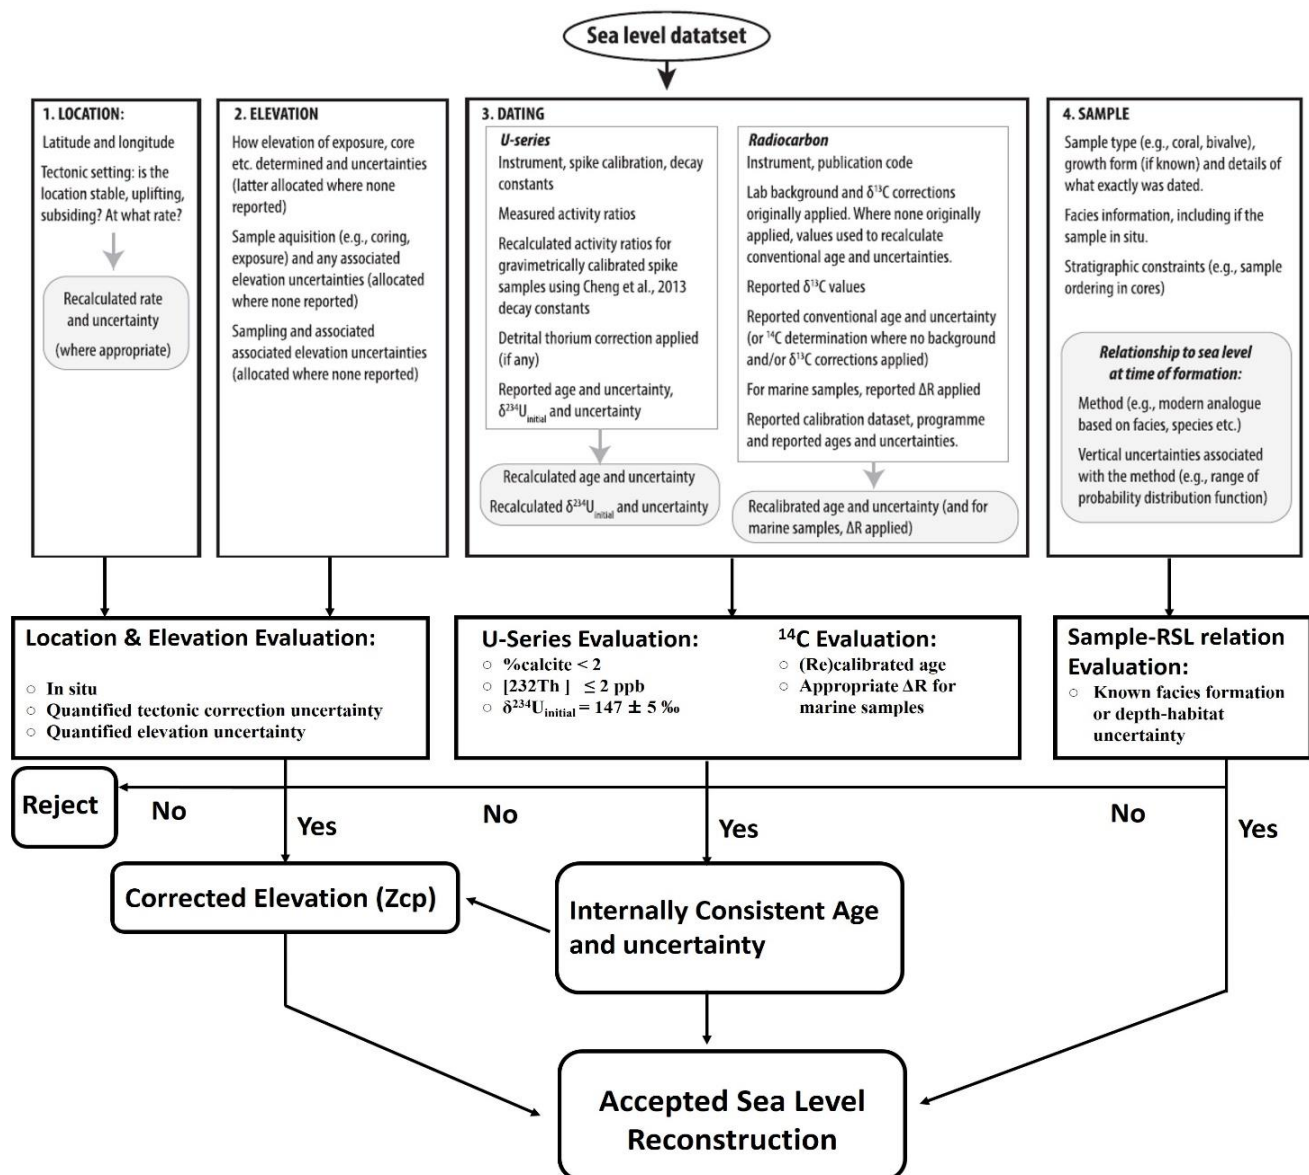 Sea level datatset
1. LOCATION:
Latitude and longitude
Tectonic setting: is the
location stable, uplifting,
subsiding? At what rate?
Recalculated rate
and uncertainty
(where appropriate)
2. ELEVATION
How elevation of exposure, core
etc. determined and uncertainties
(latter allocated where none
reported)
Sample aquisition (e.g., coring,
exposure) and any associated
elevation uncertainties (allocated
where none reported)
Sampling and associated
associated elevation uncertainties
(allocated where none reported)
3. DATING
U-series
Instrument, spike calibration, decay
constants
Measured activity ratios
Recalculated activity ratios for
gravimetrically calibrated spike
samples using Cheng et al., 2013
decay constants
Detrital thorium correction applied
(if any)
Reported age and uncertainty,
δ²³⁴U initial and uncertainty
Recalculated age and uncertainty
Recalculated δ²³⁴U initial and uncertainty
Radiocarbon
Instrument, publication code
Lab background and δ¹³C corrections
originally applied. Where none originally
applied, values used to recalculate
conventional age and uncertainties.
Reported δ¹³C values
Reported conventional age and uncertainty
(or ¹⁴C determination where no background
and/or δ¹³C corrections applied)
For marine samples, reported ΔR applied
Reported calibration dataset, programme
and reported ages and uncertainties.
Recalibrated age and uncertainty (and for
marine samples, ΔR applied)
4. SAMPLE
Sample type (e.g., coral, bivalve),
growth form (if known) and details of
what exactly was dated.
Facies information, including if the
sample in situ.
Stratigraphic constraints (e.g., sample
ordering in cores)
Relationship to sea level
at time of formation:
Method (e.g., modern analogue
based on facies, species etc.)
Vertical uncertainties associated
with the method (e.g., range of
probability distribution function)
Location & Elevation Evaluation:
○ In situ
○ Quantified tectonic correction uncertainty
○ Quantified elevation uncertainty
U-Series Evaluation:
○ %calcite < 2
○ [232Th ] ≤ 2 ppb
○ δ²³⁴U initial = 147 ± 5 ‰
¹⁴C Evaluation:
○ (Re)calibrated age
○ Appropriate ΔR for
marine samples
Sample-RSL relation
Evaluation:
○ Known facies formation
or depth-habitat
uncertainty
Reject
No
Yes
No
Yes
No
Yes
Corrected Elevation (Zcp)
Internally Consistent Age
and uncertainty
Accepted Sea Level
Reconstruction